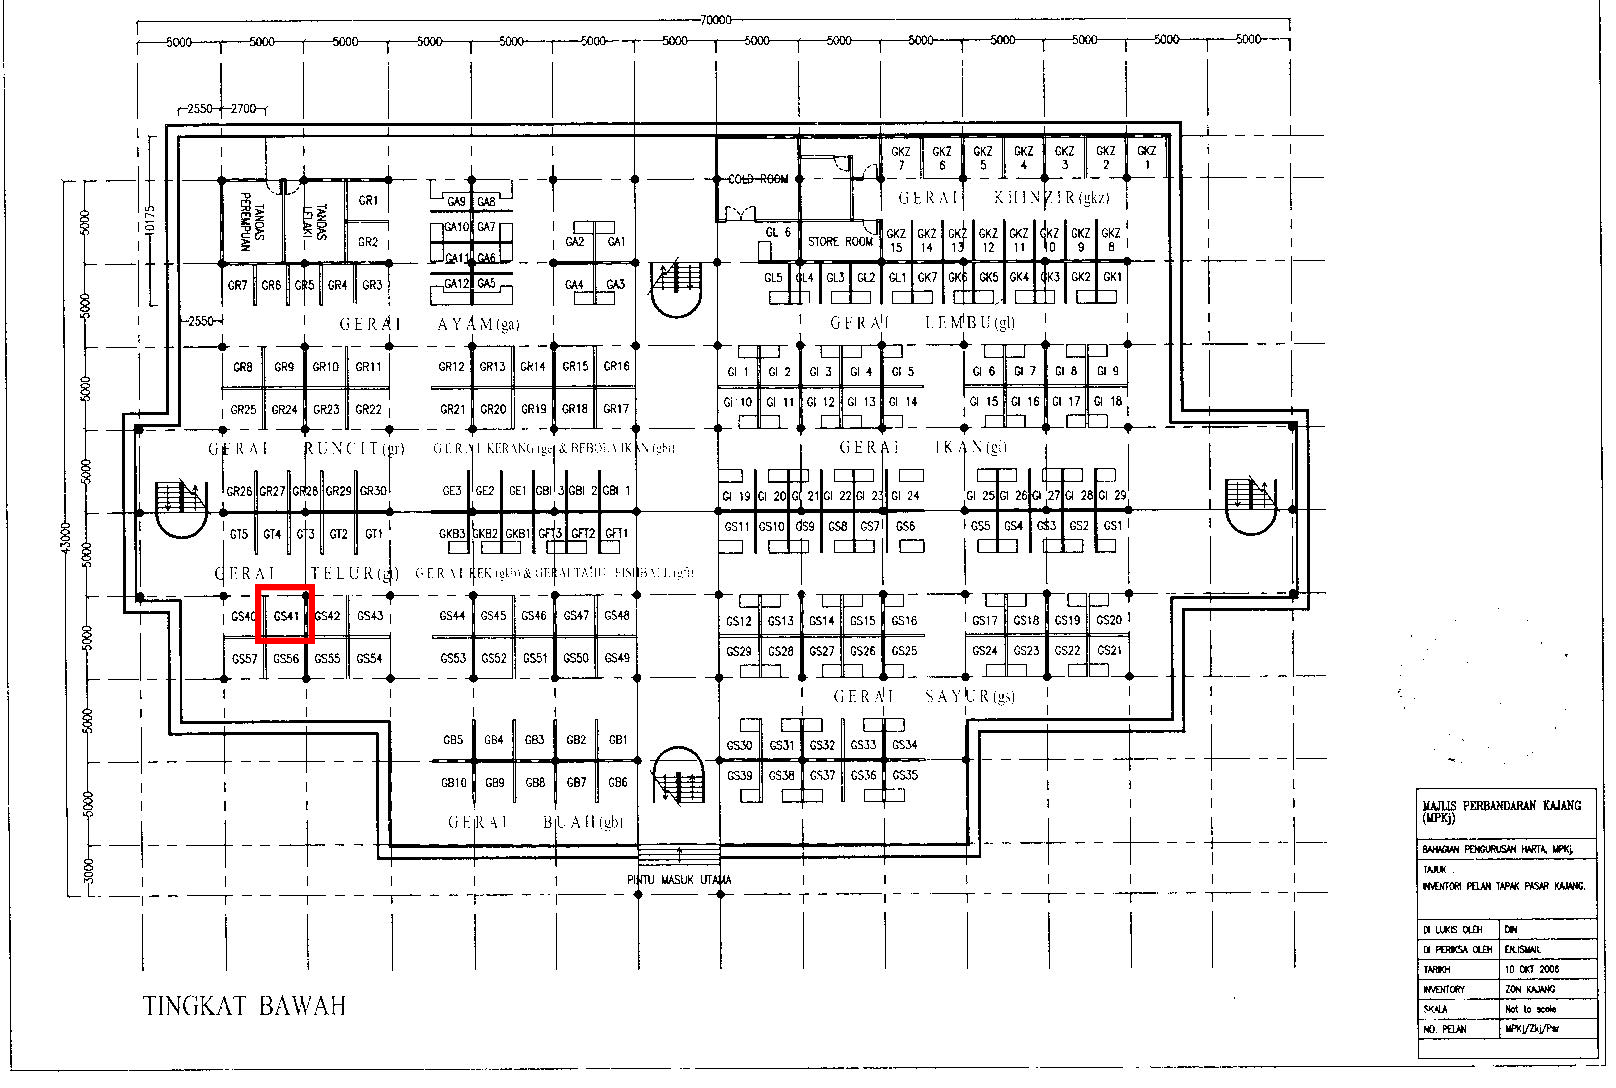 70000
5000 5000 5000 5000 5000 5000 5000 5000 5000 5000 5000 5000 5000 5000
2550 2700
GKZ 7 GKZ 6 GKZ 5 GKZ 4 GKZ 3 GKZ 2 GKZ 1
COLD ROOM
GERAI KHINZIR(gkz)
TANDAS PEREMPUAN
TANDAS LELAKI
GR1
GA9 GA8
GR2
GA10 GA7
GA2 GA1
GL 6
STORE ROOM
GKZ 15 GKZ 14 GKZ 13 GKZ 12 GKZ 11 GKZ 10 GKZ 9 GKZ 8
5000
10175
GA11 GA6
GR7 GR6 GR5 GR4 GR3
GA12 GA5
GA4 GA3
GL5 GL4 GL3 GL2 GL1 GK7 GK6 GK5 GK4 GK3 GK2 GK1
5000
2550
GERAI AYAM(ga)
GERAI LEMBU(gl)
GR8 GR9 GR10 GR11 GR12 GR13 GR14 GR15 GR16
GI 1 GI 2 GI 3 GI 4 GI 5 GI 6 GI 7 GI 8 GI 9
5000
GR25 GR24 GR23 GR22 GR21 GR20 GR19 GR18 GR17
GI 10 GI 11 GI 12 GI 13 GI 14 GI 15 GI 16 GI 17 GI 18
GERAI RUNCIT(gr)
GERAI KERANG(ge) & BEBOLA IKAN(gbi)
GERAI IKAN(gi)
5000
GR26 GR27 GR28 GR29 GR30 GE3 GE2 GE1 GBI 3 GBI 2 GBI 1
GI 19 GI 20 GI 21 GI 22 GI 23 GI 24 GI 25 GI 26 GI 27 GI 28 GI 29
43000
GT5 GT4 GT3 GT2 GT1 GKB3 GKB2 GKB1 GFT3 GFT2 GFT1
GS11 GS10 GS9 GS8 GS7 GS6 GS5 GS4 GS3 GS2 GS1
5000
GERAI TELUR(gt)
GS40 GS41 GS42 GS43 GS44 GS45 GS46 GS47 GS48
GS12 GS13 GS14 GS15 GS16 GS17 GS18 GS19 GS20
5000
GS57 GS56 GS55 GS54 GS53 GS52 GS51 GS50 GS49
GS29 GS28 GS27 GS26 GS25 GS24 GS23 GS22 GS21
GERAI SAYUR(gs)
5000
GB5 GB4 GB3 GB2 GB1
GS30 GS31 GS32 GS33 GS34
GB10 GB9 GB8 GB7 GB6
GS39 GS38 GS37 GS36 GS35
5000
GERAI BUAH(gb)
3000
PINTU MASUK UTAMA
TINGKAT BAWAH
MAJLIS PERBANDARAN KAJANG
(MPKj)
BAHAGIAN PENGURUSAN HARTA, MPKj.
TAJUK .
INVENTORI PELAN TAPAK PASAR KAJANG.
DI LUKIS OLEH DIN
DI PERIKSA OLEH EN.ISMAIL
TARIKH 10 OKT 2006
INVENTORY ZON KAJANG
SKALA Not to scale
NO. PELAN MPKj/Zkj/Psr